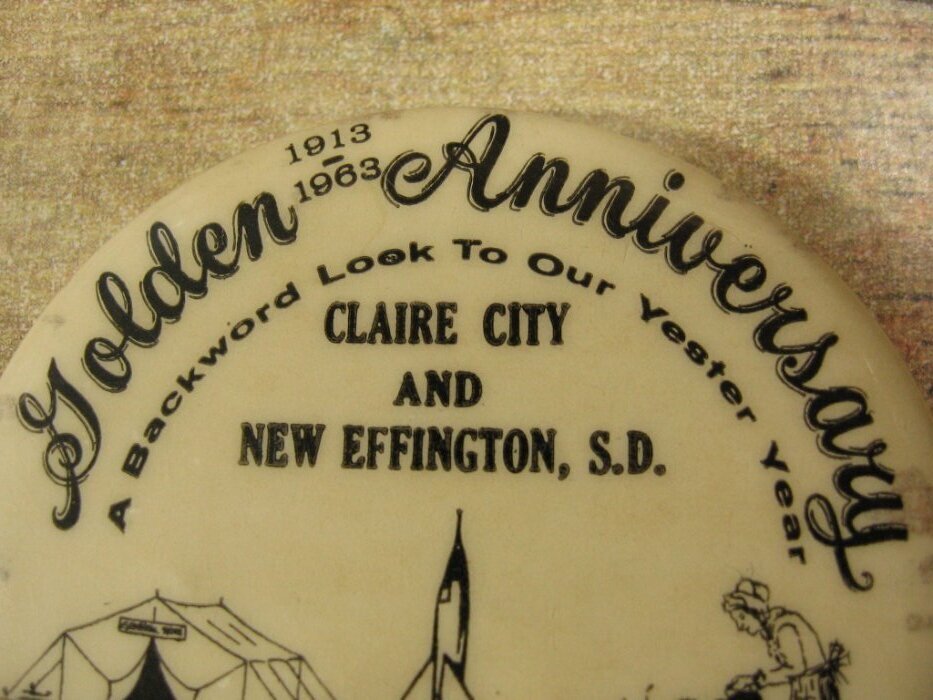 Golden 1913-1963 Anniversary
A Backword Look To Our Yester Year
CLAIRE CITY
AND
NEW EFFINGTON, S.D.